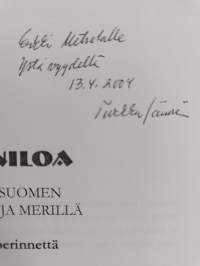 Erkki Metsolalle
Ystävyydellä
13.4.2004
NILOA
SUOMEN
JA MERILLÄ
perinnettä